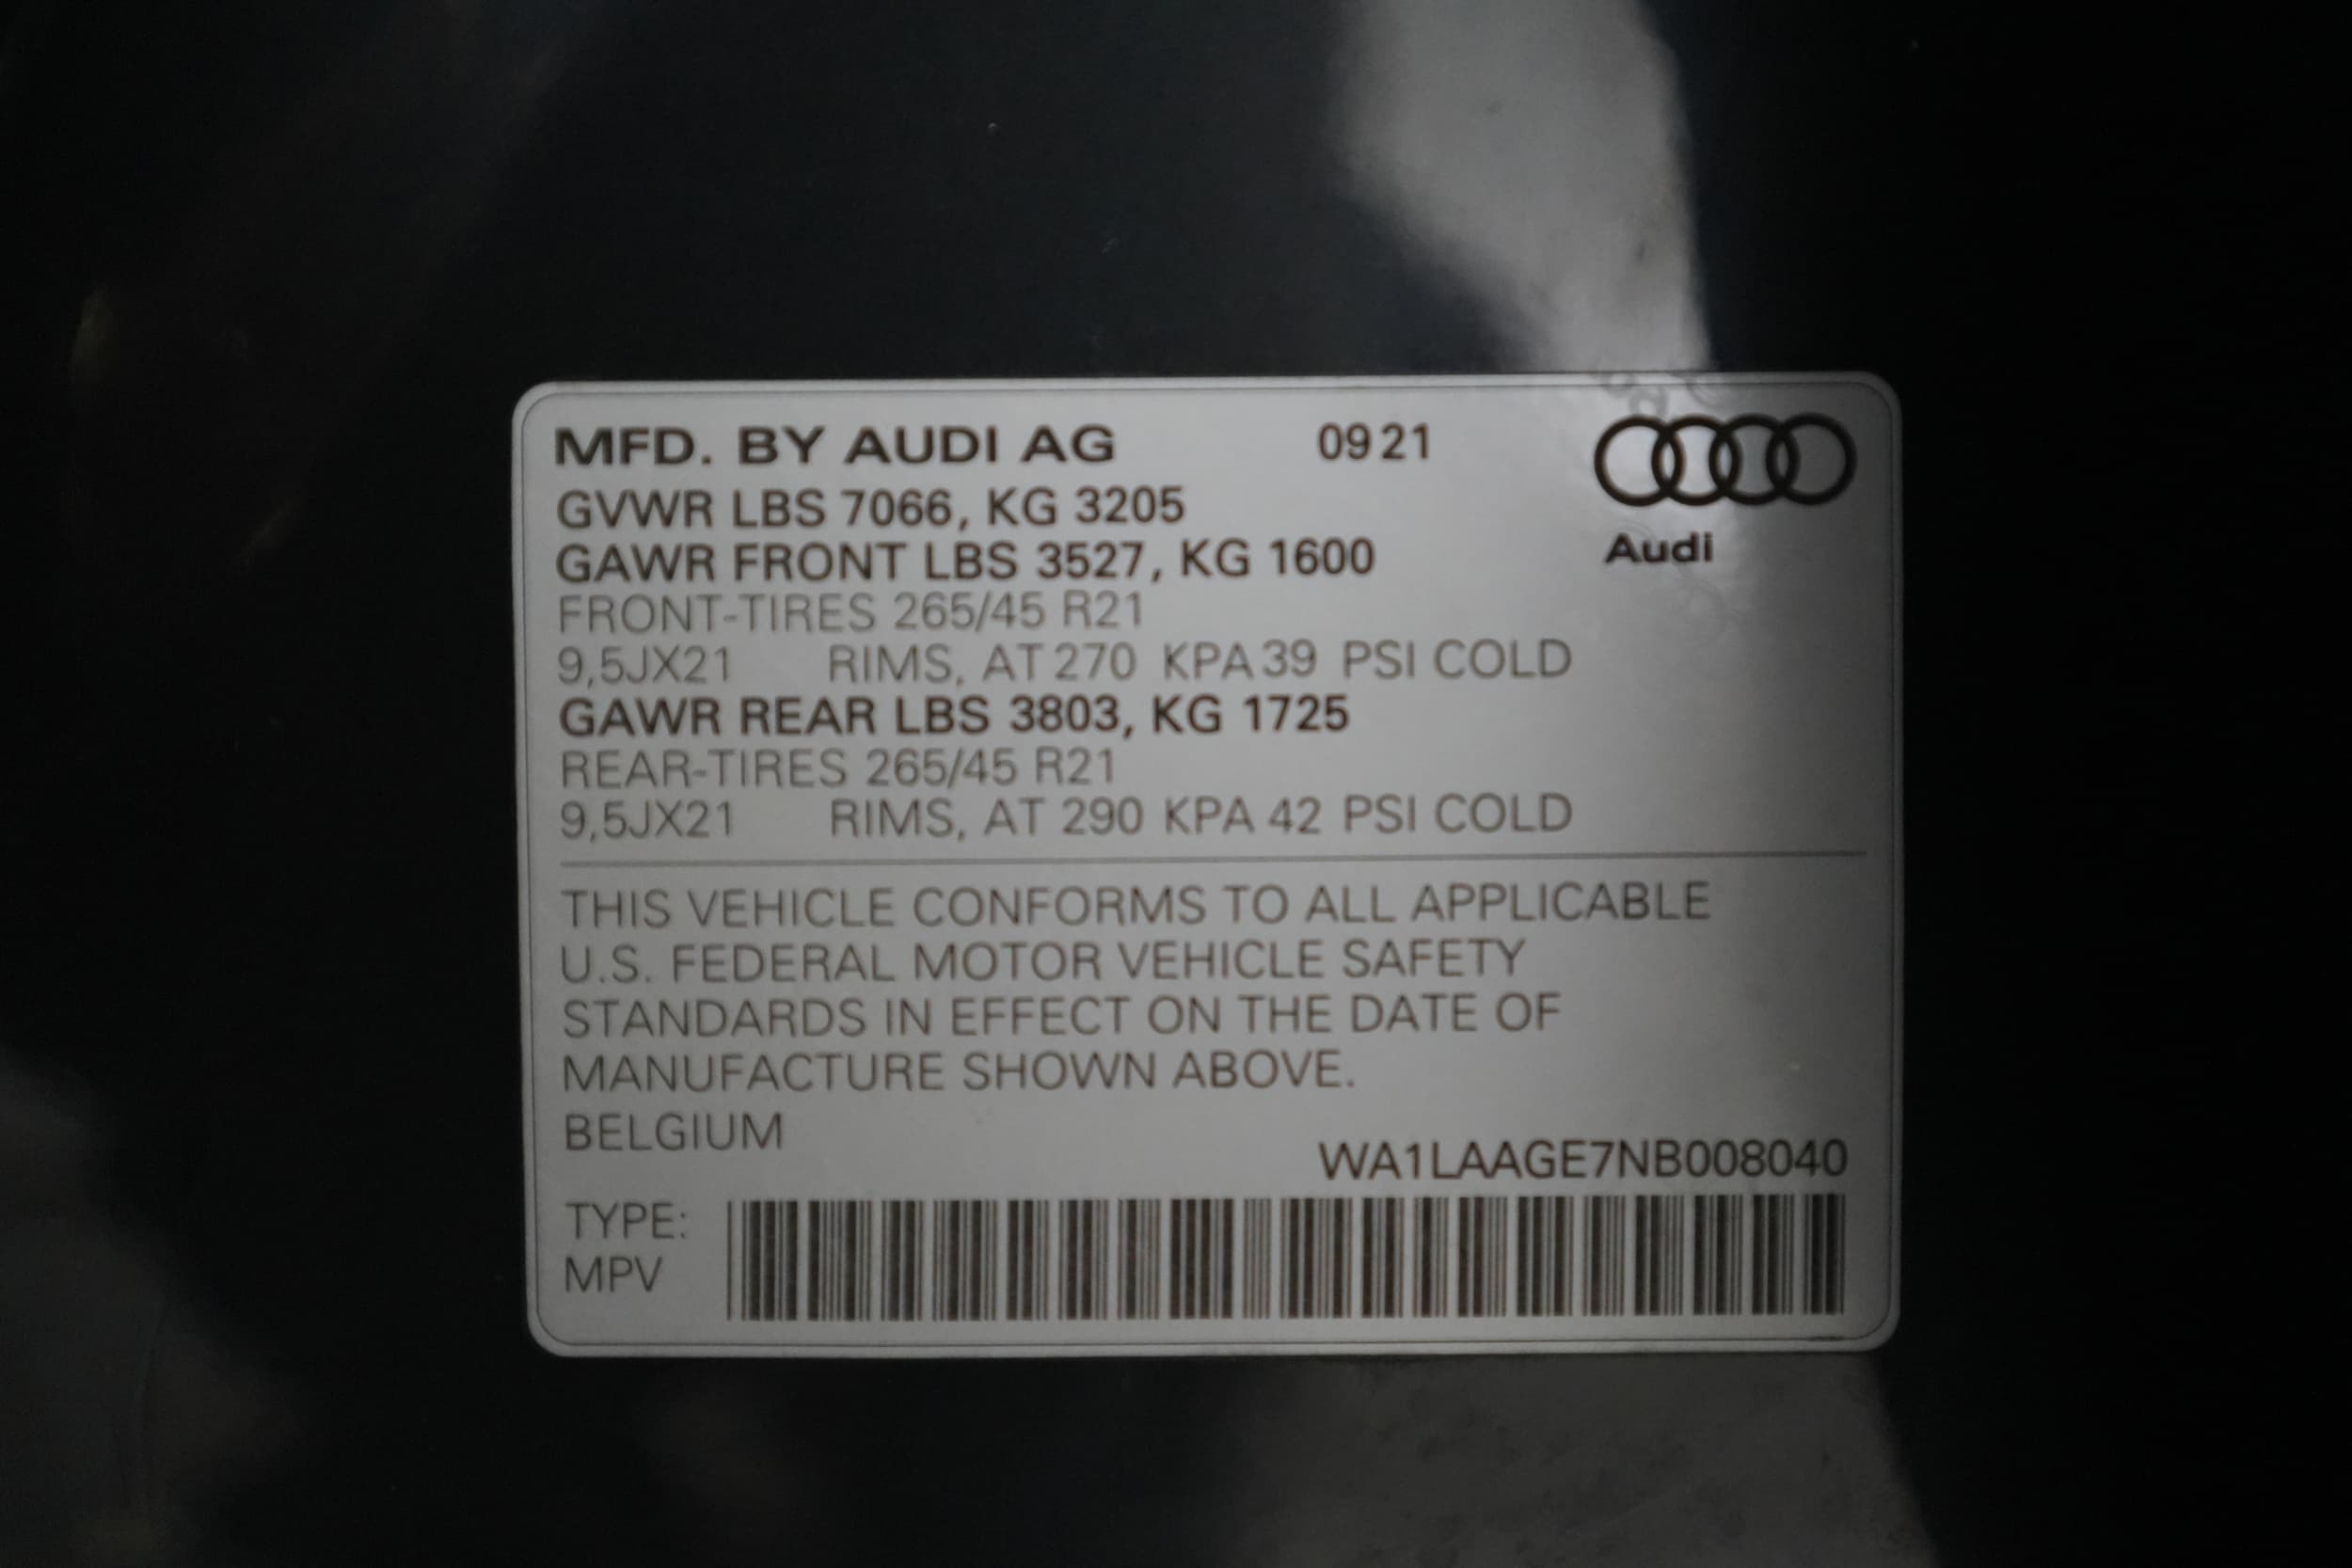 MFD. BY AUDI AG 09 21
GVWR LBS 7066, KG 3205
GAWR FRONT LBS 3527, KG 1600
Audi
FRONT-TIRES 265/45 R21
9,5JX21 RIMS, AT 270 KPA 39 PSI COLD
GAWR REAR LBS 3803, KG 1725
REAR-TIRES 265/45 R21
9,5JX21 RIMS, AT 290 KPA 42 PSI COLD
THIS VEHICLE CONFORMS TO ALL APPLICABLE
U.S. FEDERAL MOTOR VEHICLE SAFETY
STANDARDS IN EFFECT ON THE DATE OF
MANUFACTURE SHOWN ABOVE.
BELGIUM
WA1LAAGE7NB008040
TYPE:
MPV